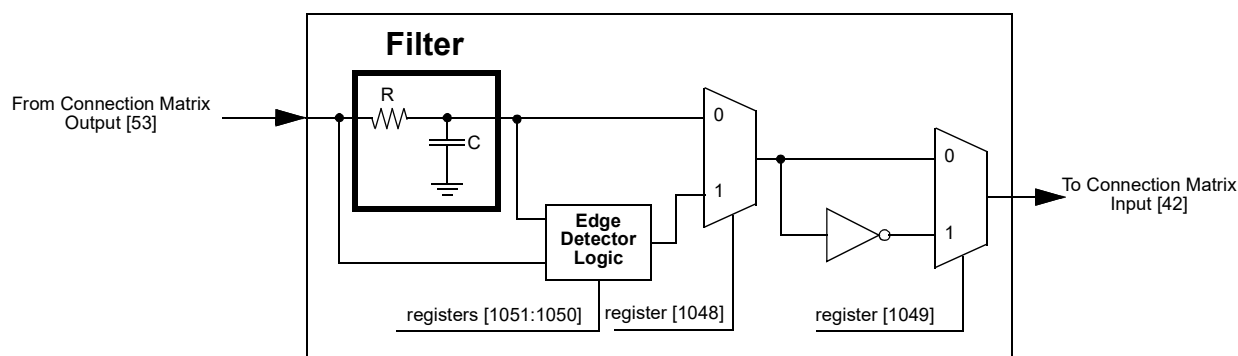 Filter
From Connection Matrix
Output [53]
R
C
0
1
Edge
Detector
Logic
0
1
To Connection Matrix
Input [42]
registers [1051:1050]
register [1048]
register [1049]